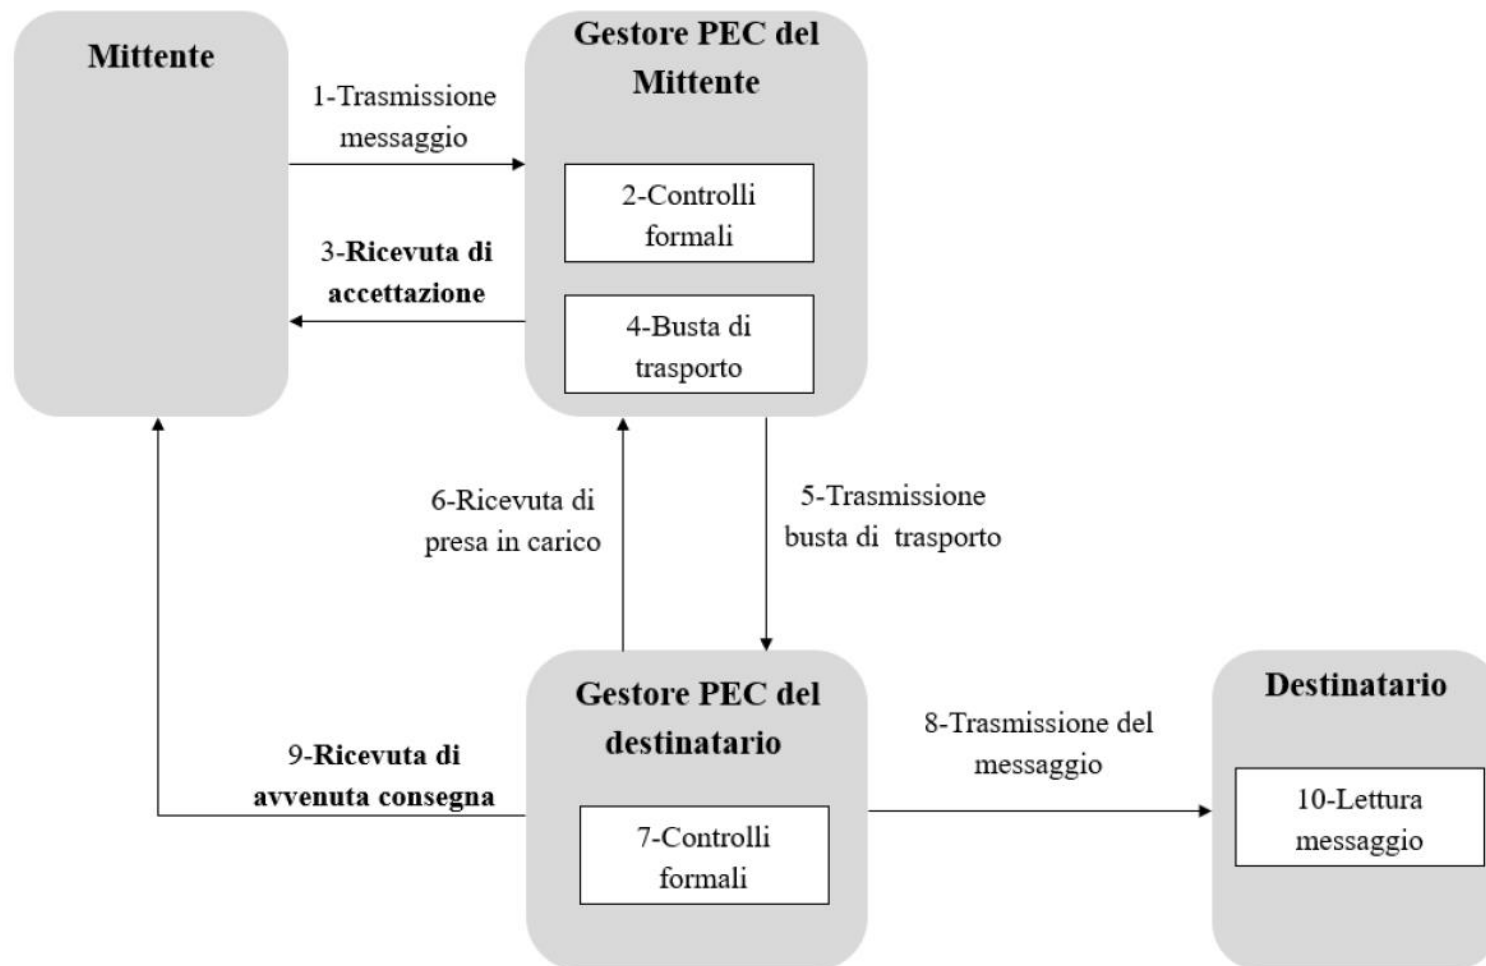 Mittente
Gestore PEC del
Mittente
1-Trasmissione
messaggio
2-Controlli
formali
3-Ricevuta di
accettazione
4-Busta di
trasporto
6-Ricevuta di
presa in carico
5-Trasmissione
busta di trasporto
Gestore PEC del
destinatario
Destinatario
8-Trasmissione del
messaggio
9-Ricevuta di
avvenuta consegna
7-Controlli
formali
10-Lettura
messaggio